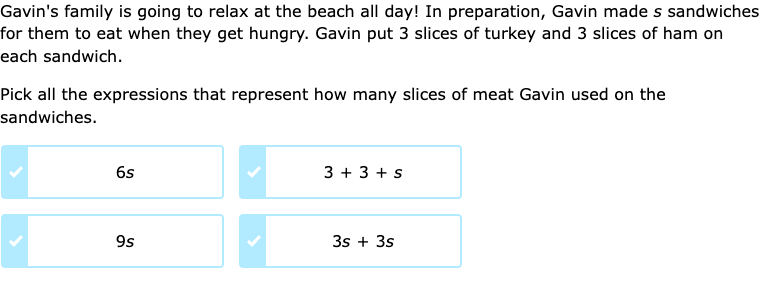 Gavin's family is going to relax at the beach all day! In preparation, Gavin made s sandwiches
for them to eat when they get hungry. Gavin put 3 slices of turkey and 3 slices of ham on
each sandwich.
Pick all the expressions that represent how many slices of meat Gavin used on the
sandwiches.
6s
3 + 3 + s
9s
3s + 3s